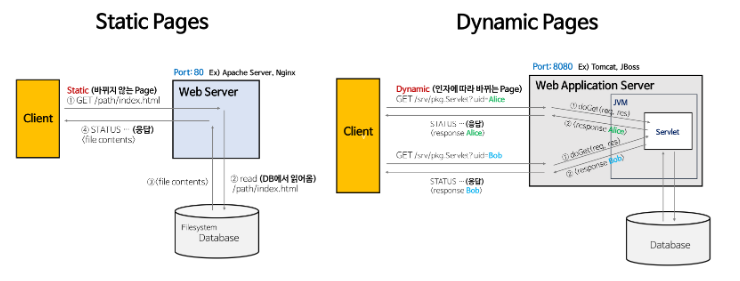 Static Pages
Port: 80 Ex) Apache Server, Nginx
Static (바뀌지 않는 Page)
① GET /path/index.html
Web Server
Client
④ STATUS ... (응답)
(file contents)
③(file contents)
② read (DB에서 읽어옴)
/path/index.html
Filesystem
Database
Dynamic Pages
Port: 8080 Ex) Tomcat, JBoss
Web Application Server
Dynamic (인자에 따라 바뀌는 Page)
GET /srv/pkg.Servlet?uid=Alice
JVM
① doGet(req, res)
② (response Alice)
STATUS ...(응답)
(response Alice)
Client
Servlet
GET /srv/pkg.Servlet?uid=Bob
① doGet(req, res)
② (response Bob)
STATUS ...(응답)
(response Bob)
Database